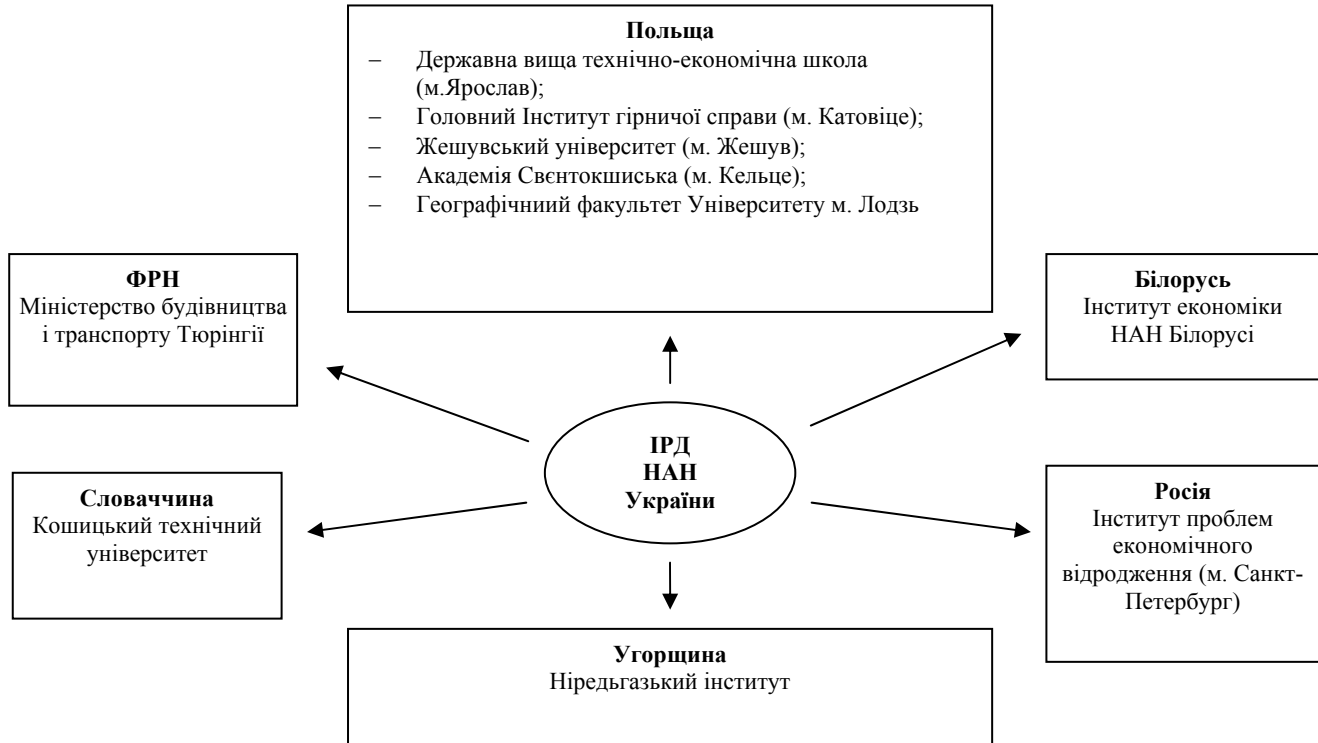 Польща
– Державна вища технічно-економічна школа
(м.Ярослав);
– Головний Інститут гірничої справи (м. Катовіце);
– Жешувський університет (м. Жешув);
– Академія Свєнтокшиська (м. Кельце);
– Географічниий факультет Університету м. Лодзь
ФРН
Міністерство будівництва
і транспорту Тюрінгії
Білорусь
Інститут економіки
НАН Білорусі
ІРД
НАН
України
Словаччина
Кошицький технічний
університет
Росія
Інститут проблем
економічного
відродження (м. Санкт-
Петербург)
Угорщина
Ніредьгазький інститут